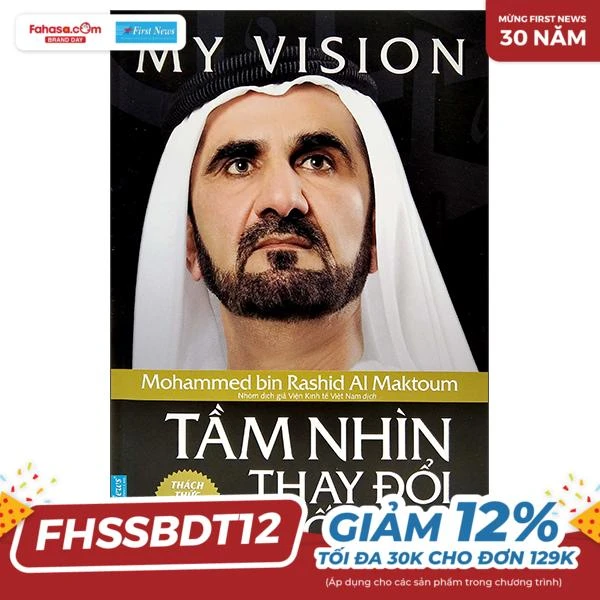 Fahasa.com
BRAND DAY
First News
MỪNG FIRST NEWS
30 NĂM
MY VISION
Mohammed bin Rashid Al Maktoum
Nhóm dịch giả Viện Kinh tế Việt Nam dịch
TẦM NHÌN
THAY ĐỔI
THÁCH
THỨC
News
FHSSBDT12
GIẢM 12%
TỐI ĐA 30K CHO ĐƠN 129K
(Áp dụng cho các sản phẩm trong chương trình)